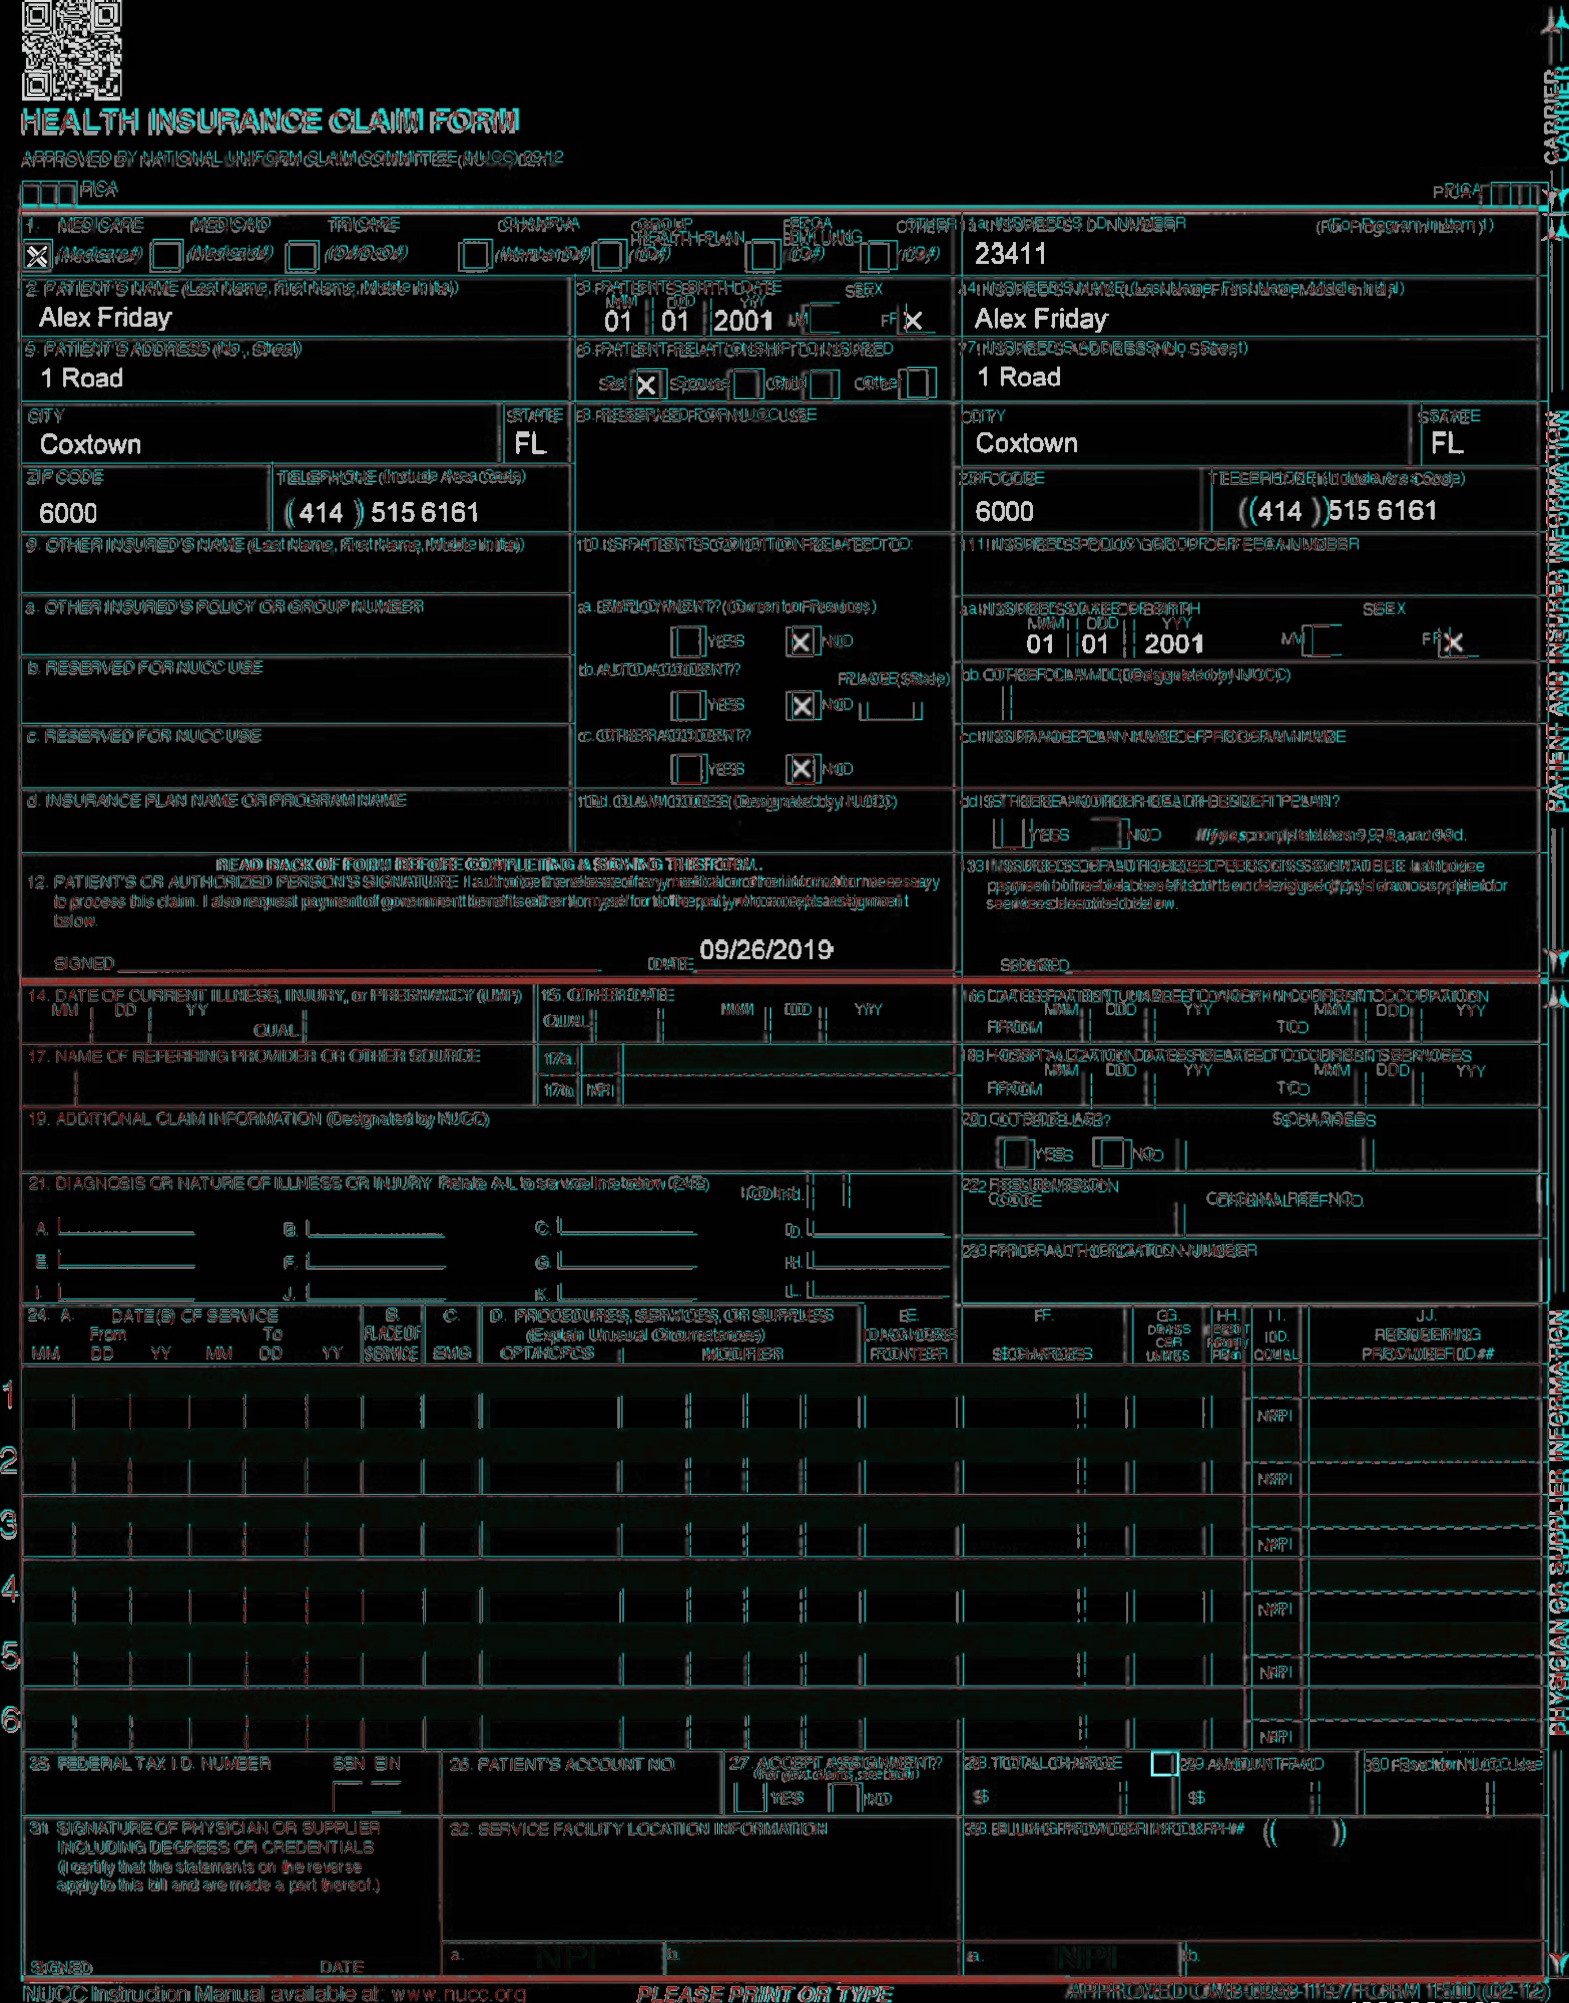 HEALTH INSURANCE CLAIM FORM
APPROVED BY NATIONAL UNIFORM CLAIM COMMITTEE (NUCC) 02/12
PICA
PICA
CARRIER
1. MEDICARE MEDICAID TRICARE CHAMPVA GROUP HEALTH PLAN FECA BLK LUNG OTHER
(Medicare#) (Medicaid#) (ID#/DoD#) (Member ID#) (ID#) (ID#) (ID#)
1a. INSURED'S I.D. NUMBER (For Program in Item 1)
23411
2. PATIENT'S NAME (Last Name, First Name, Middle Initial)
Alex Friday
3. PATIENT'S BIRTH DATE SEX
MM DD YY
01 01 2001 M F X
4. INSURED'S NAME (Last Name, First Name, Middle Initial)
Alex Friday
5. PATIENT'S ADDRESS (No., Street)
1 Road
6. PATIENT RELATIONSHIP TO INSURED
Self X Spouse Child Other
7. INSURED'S ADDRESS (No., Street)
1 Road
CITY STATE
Coxtown FL
8. RESERVED FOR NUCC USE
CITY STATE
Coxtown FL
ZIP CODE TELEPHONE (Include Area Code)
6000 (414) 515 6161
ZIP CODE TELEPHONE (Include Area Code)
6000 (414) 515 6161
9. OTHER INSURED'S NAME (Last Name, First Name, Middle Initial)
10. IS PATIENT'S CONDITION RELATED TO:
11. INSURED'S POLICY GROUP OR FECA NUMBER
a. OTHER INSURED'S POLICY OR GROUP NUMBER
a. EMPLOYMENT? (Current or Previous)
YES X NO
a. INSURED'S DATE OF BIRTH SEX
MM DD YY
01 01 2001 M F X
b. RESERVED FOR NUCC USE
b. AUTO ACCIDENT? PLACE (State)
YES X NO
b. OTHER CLAIM ID (Designated by NUCC)
c. RESERVED FOR NUCC USE
c. OTHER ACCIDENT?
YES X NO
c. INSURANCE PLAN NAME OR PROGRAM NAME
d. INSURANCE PLAN NAME OR PROGRAM NAME
10d. CLAIM CODES (Designated by NUCC)
d. IS THERE ANOTHER HEALTH BENEFIT PLAN?
YES NO If yes, complete items 9, 9a, and 9d.
PATIENT AND INSURED INFORMATION
READ BACK OF FORM BEFORE COMPLETING & SIGNING THIS FORM.
12. PATIENT'S OR AUTHORIZED PERSON'S SIGNATURE I authorize the release of any medical or other information necessary
to process this claim. I also request payment of government benefits either to myself or to the party who accepts assignment
below.
SIGNED DATE 09/26/2019
13. INSURED'S OR AUTHORIZED PERSON'S SIGNATURE I authorize
payment of medical benefits to the undersigned physician or supplier for
services described below.
SIGNED
14. DATE OF CURRENT ILLNESS, INJURY, or PREGNANCY (LMP)
MM DD YY
QUAL.
15. OTHER DATE
QUAL. MM DD YY
16. DATES PATIENT UNABLE TO WORK IN CURRENT OCCUPATION
MM DD YY MM DD YY
FROM TO
17. NAME OF REFERRING PROVIDER OR OTHER SOURCE
17a.
17b. NPI
18. HOSPITALIZATION DATES RELATED TO CURRENT SERVICES
MM DD YY MM DD YY
FROM TO
19. ADDITIONAL CLAIM INFORMATION (Designated by NUCC)
20. OUTSIDE LAB? $ CHARGES
YES NO
21. DIAGNOSIS OR NATURE OF ILLNESS OR INJURY Relate A-L to service line below (24E)
ICD Ind.
A. B. C. D.
E. F. G. H.
I. J. K. L.
22. RESUBMISSION CODE ORIGINAL REF. NO.
23. PRIOR AUTHORIZATION NUMBER
24. A. DATE(S) OF SERVICE B. C. D. PROCEDURES, SERVICES, OR SUPPLIES E. F. G. H. I. J.
From To PLACE OF (Explain Unusual Circumstances) DIAGNOSIS DAYS OR EPSDT Family ID. RENDERING
MM DD YY MM DD YY SERVICE EMG CPT/HCPCS MODIFIER POINTER $ CHARGES UNITS Plan QUAL. PROVIDER ID. #
1
NPI
2
NPI
3
NPI
4
NPI
5
NPI
6
NPI
PHYSICIAN OR SUPPLIER INFORMATION
25. FEDERAL TAX I.D. NUMBER SSN EIN
26. PATIENT'S ACCOUNT NO.
27. ACCEPT ASSIGNMENT?
(For govt. claims, see back)
YES NO
28. TOTAL CHARGE
$
29. AMOUNT PAID
$
30. Rsvd for NUCC Use
31. SIGNATURE OF PHYSICIAN OR SUPPLIER
INCLUDING DEGREES OR CREDENTIALS
(I certify that the statements on the reverse
apply to this bill and are made a part thereof.)
SIGNED DATE
32. SERVICE FACILITY LOCATION INFORMATION
a. NPI b.
33. BILLING PROVIDER INFO & PH # ( )
a. NPI b.
NUCC Instruction Manual available at: www.nucc.org
PLEASE PRINT OR TYPE
APPROVED OMB-0938-1197 FORM 1500 (02-12)